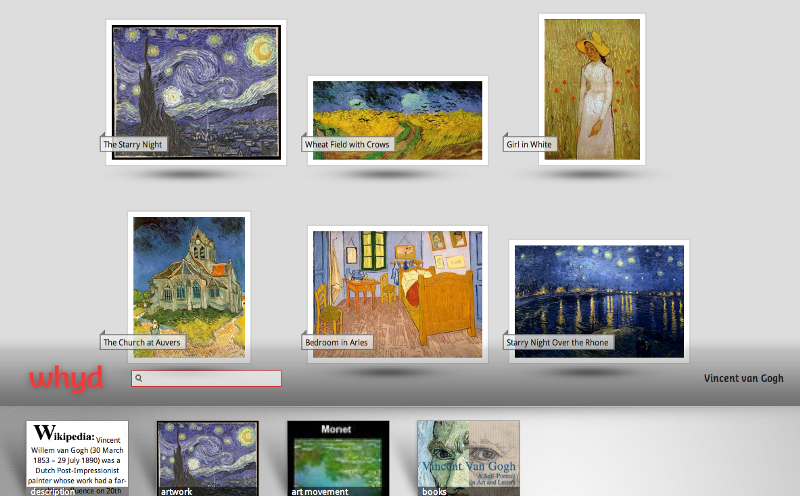 The Starry Night
Wheat Field with Crows
Girl in White
The Church at Auvers
Bedroom in Arles
Starry Night Over the Rhone
whyd
Vincent van Gogh
Wikipedia: Vincent
Willem van Gogh (30 March
1853 – 29 July 1890) was a
Dutch Post-Impressionist
painter whose work had a far-
description
influence on 20th
artwork
Monet
art movement
Vincent Van Gogh
A Self-Portrait
in Art and Letters
books